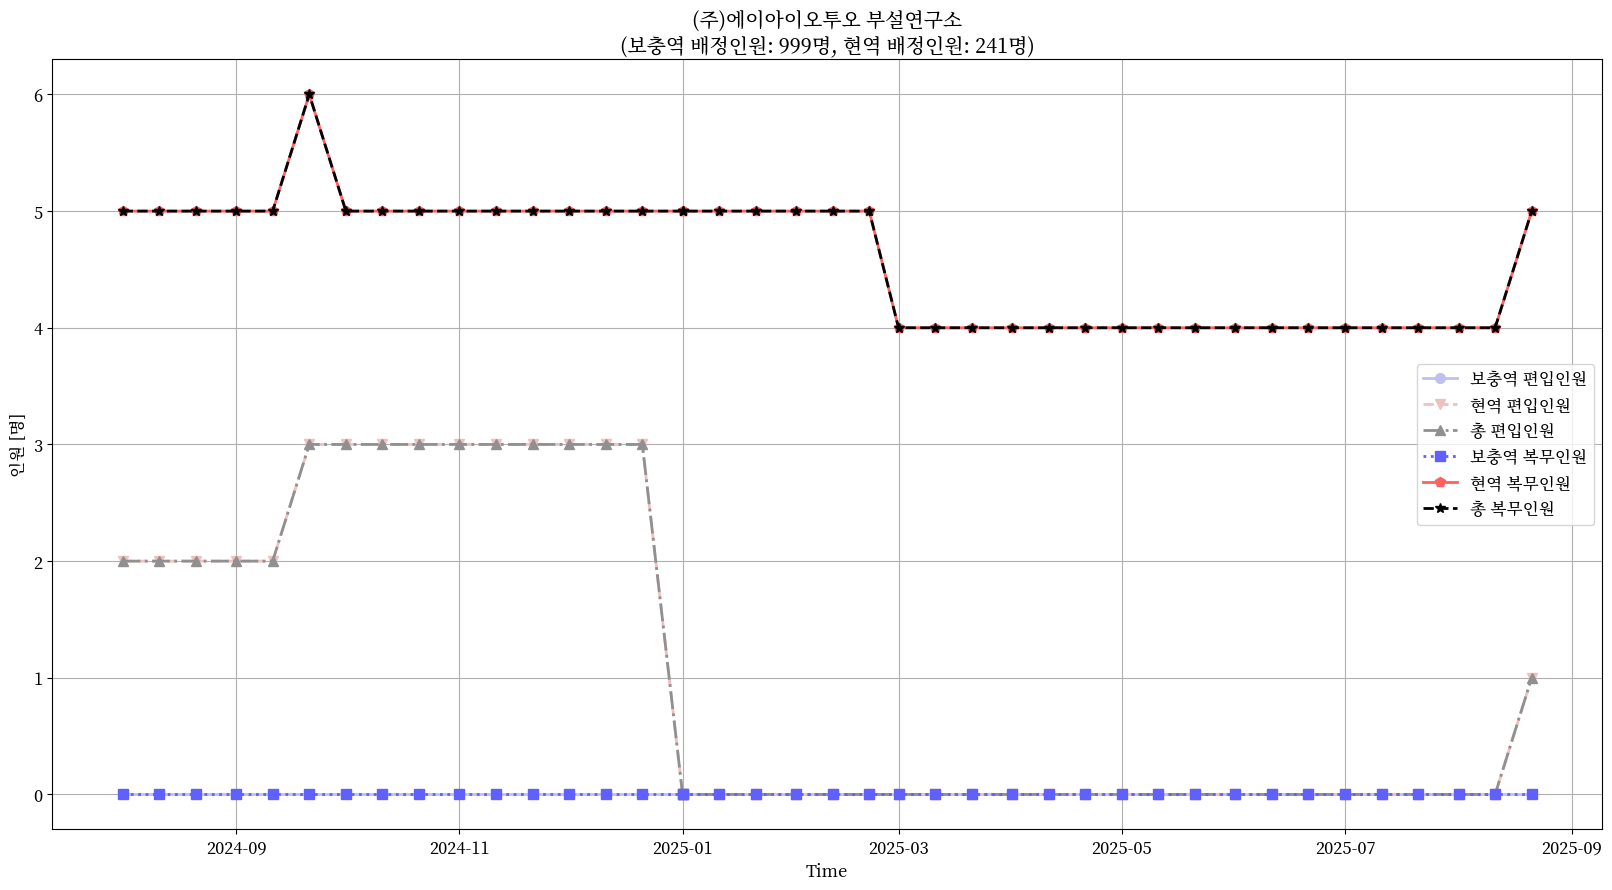 (주)에이아이오투오 부설연구소
(보충역 배정인원: 999명, 현역 배정인원: 241명)
인원 [명]
6
5
4
3
2
1
0
보충역 편입인원
현역 편입인원
총 편입인원
보충역 복무인원
현역 복무인원
총 복무인원
2024-09
2024-11
2025-01
2025-03
2025-05
2025-07
2025-09
Time